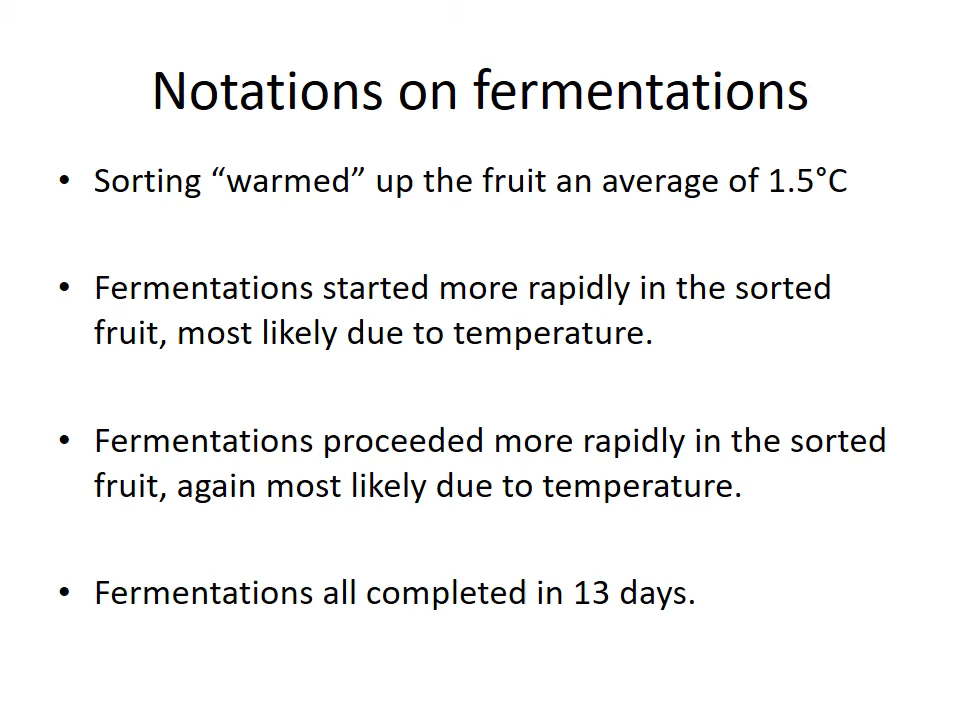 Notations on fermentations
• Sorting “warmed” up the fruit an average of 1.5°C
• Fermentations started more rapidly in the sorted
fruit, most likely due to temperature.
• Fermentations proceeded more rapidly in the sorted
fruit, again most likely due to temperature.
• Fermentations all completed in 13 days.